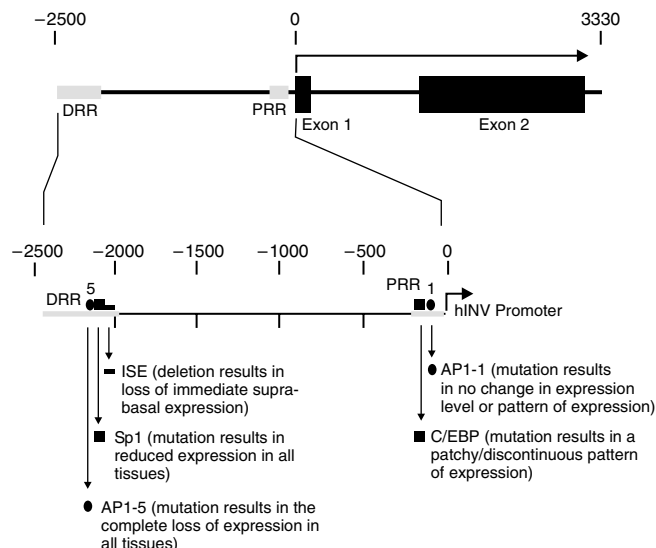 −2500 0 3330
DRR PRR
Exon 1 Exon 2
−2500 −2000 −1500 −1000 −500 0
DRR 5 PRR 1
hINV Promoter
ISE (deletion results in
loss of immediate supra-
basal expression)
Sp1 (mutation results in
reduced expression in all
tissues)
AP1-5 (mutation results in the
complete loss of expression in
all tissues)
AP1-1 (mutation results
in no change in expression
level or pattern of expression)
C/EBP (mutation results in a
patchy/discontinuous pattern
of expression)